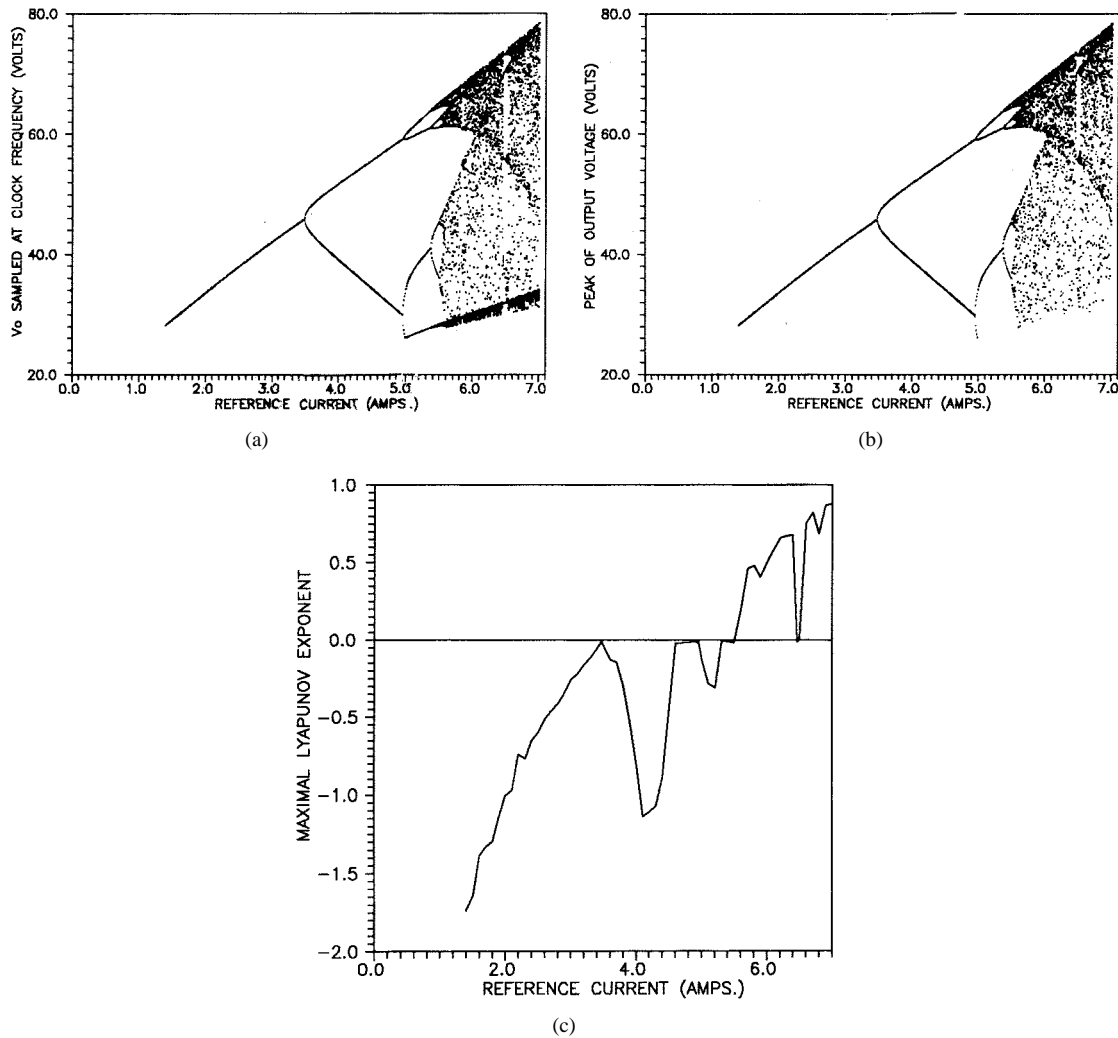 80.0
60.0
40.0
20.0
Vo SAMPLED AT CLOCK FREQUENCY (VOLTS)
0.0 1.0 2.0 3.0 4.0 5.0 6.0 7.0
REFERENCE CURRENT (AMPS.)
(a)
80.0
60.0
40.0
20.0
PEAK OF OUTPUT VOLTAGE (VOLTS)
0.0 1.0 2.0 3.0 4.0 5.0 6.0 7.0
REFERENCE CURRENT (AMPS.)
(b)
1.0
0.5
0.0
−0.5
−1.0
−1.5
−2.0
MAXIMAL LYAPUNOV EXPONENT
0.0 2.0 4.0 6.0
REFERENCE CURRENT (AMPS.)
(c)